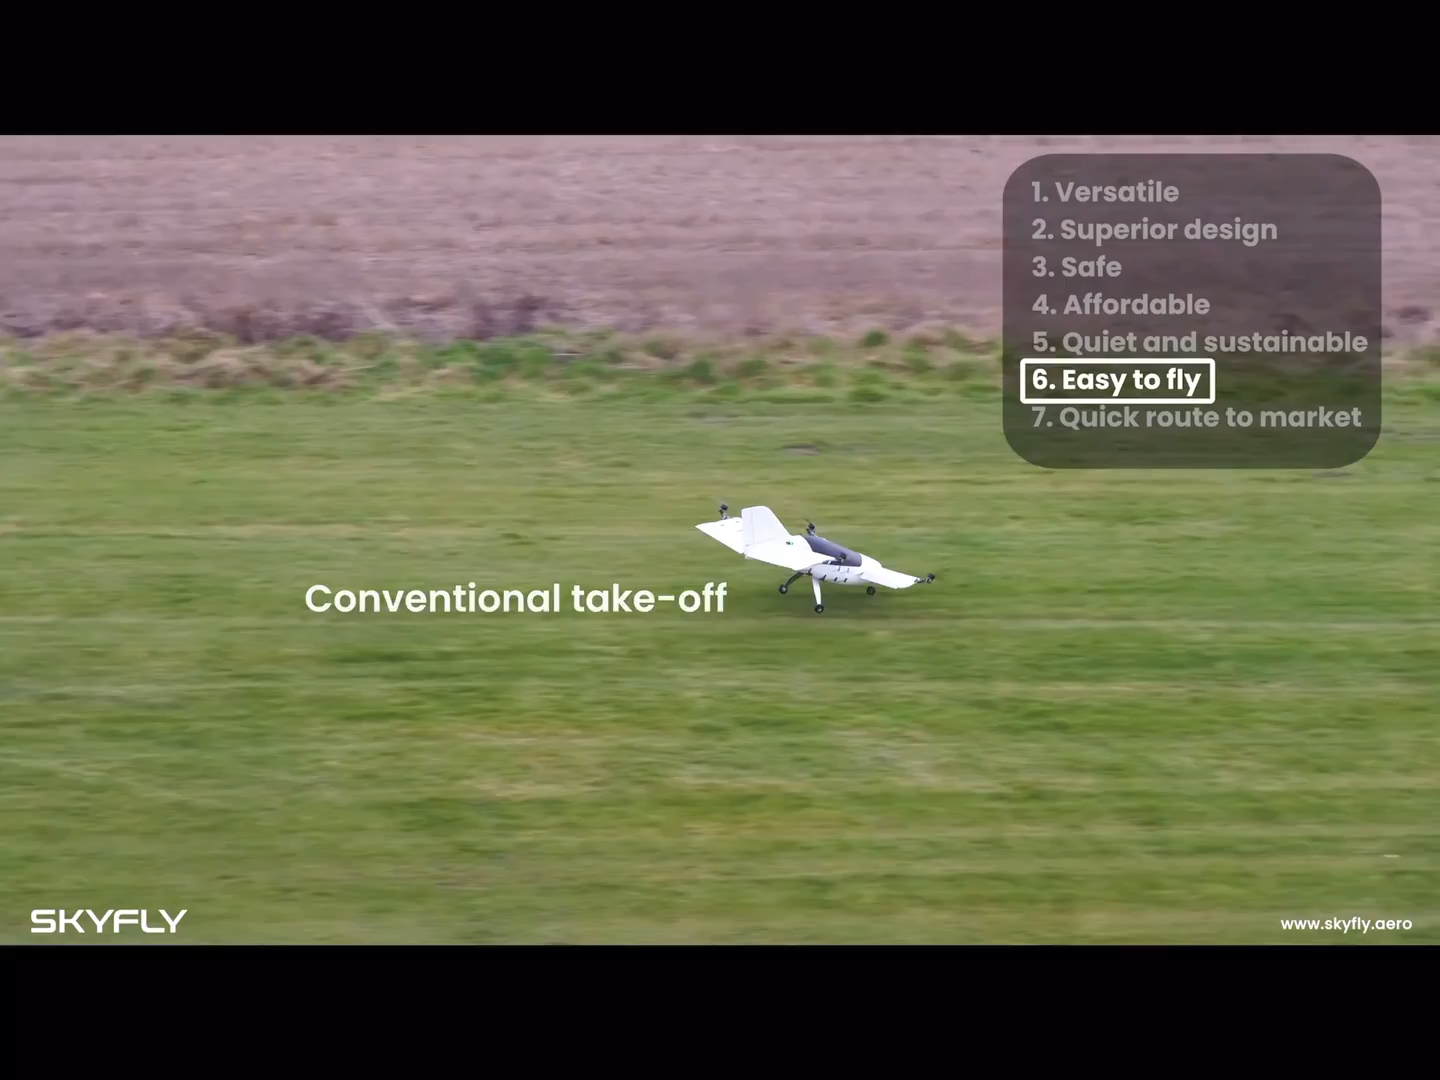 1. Versatile
2. Superior design
3. Safe
4. Affordable
5. Quiet and sustainable
6. Easy to fly
7. Quick route to market
Conventional take-off
SKYFLY
www.skyfly.aero